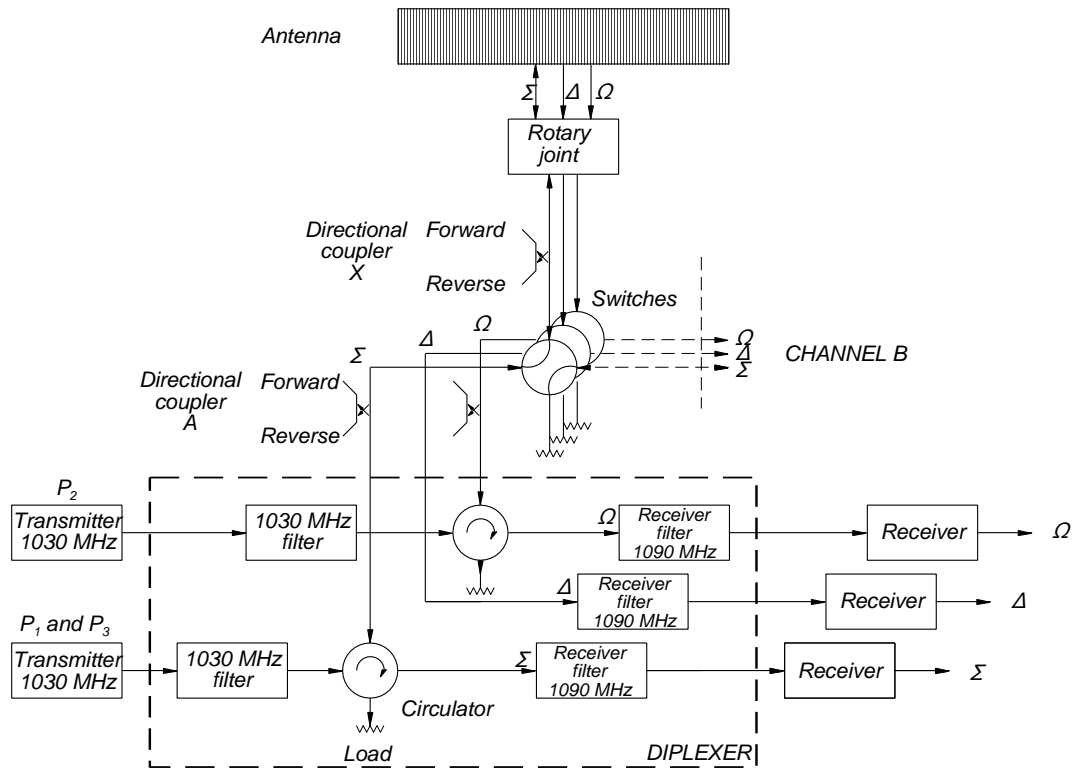 Antenna
Σ Δ Ω
Rotary
joint
Directional
coupler
X
Forward
Reverse
Switches
Ω
Δ
Σ
CHANNEL B
Ω
Δ
Σ
Directional
coupler
A
Forward
Reverse
P2
Transmitter
1030 MHz
1030 MHz
filter
Ω
Receiver
filter
1090 MHz
Receiver
Ω
Δ
Receiver
filter
1090 MHz
Receiver
Δ
P1 and P3
Transmitter
1030 MHz
1030 MHz
filter
Σ
Receiver
filter
1090 MHz
Receiver
Σ
Circulator
Load
DIPLEXER